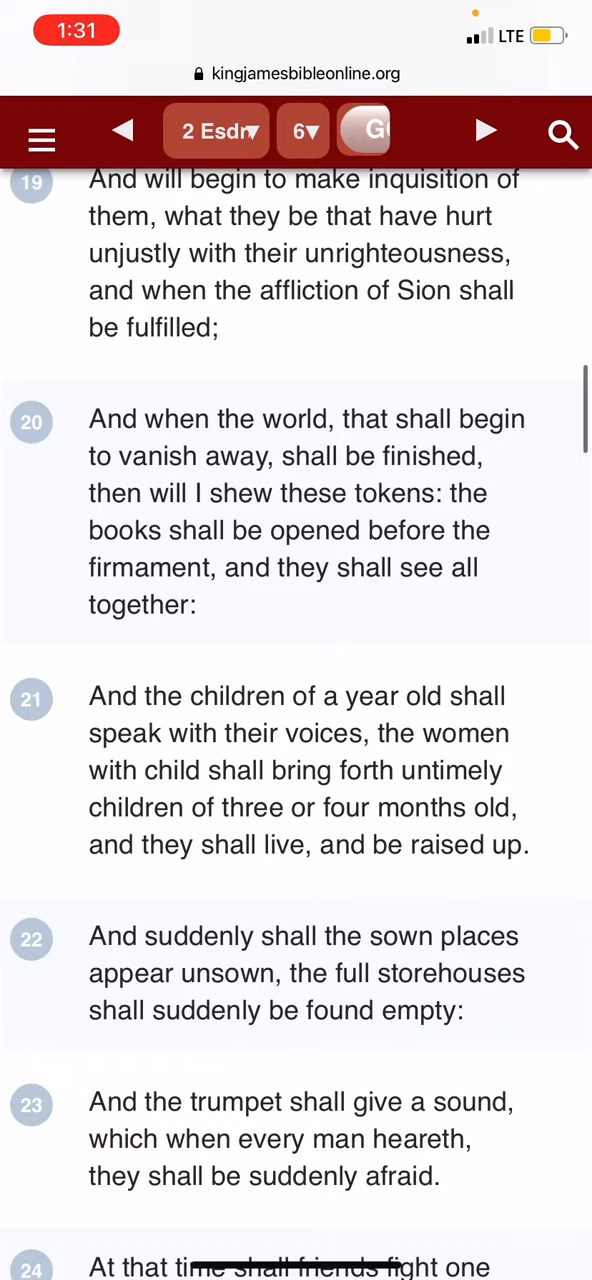 1:31
LTE
kingjamesbibleonline.org
2 Esdr
6
G
19
And will begin to make inquisition of
them, what they be that have hurt
unjustly with their unrighteousness,
and when the affliction of Sion shall
be fulfilled;
20
And when the world, that shall begin
to vanish away, shall be finished,
then will I shew these tokens: the
books shall be opened before the
firmament, and they shall see all
together:
21
And the children of a year old shall
speak with their voices, the women
with child shall bring forth untimely
children of three or four months old,
and they shall live, and be raised up.
22
And suddenly shall the sown places
appear unsown, the full storehouses
shall suddenly be found empty:
23
And the trumpet shall give a sound,
which when every man heareth,
they shall be suddenly afraid.
24
At that time shall friends fight one